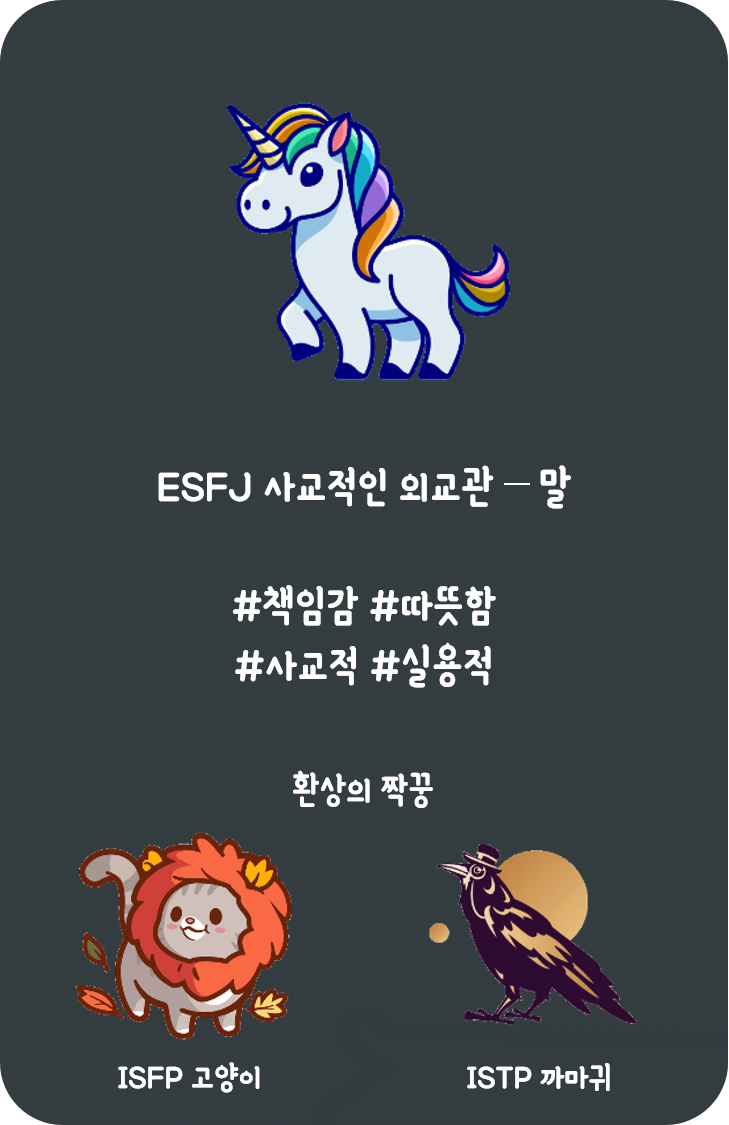 ESFJ 사교적인 외교관 — 말
#책임감 #따뜻함
#사교적 #실용적
환상의 짝꿍
ISFP 고양이
ISTP 까마귀